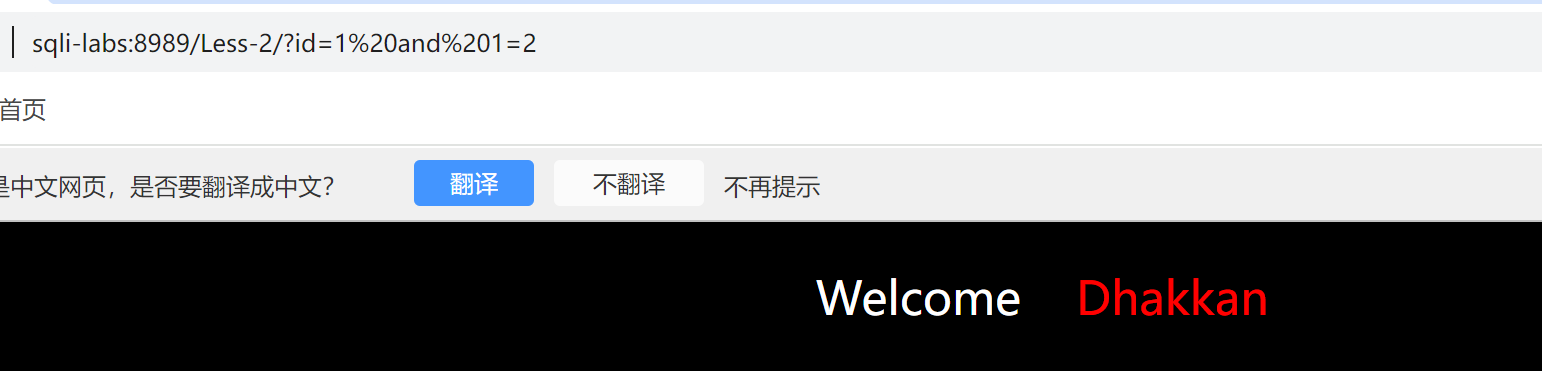 sqli-labs:8989/Less-2/?id=1%20and%201=2
首页
是中文网页，是否要翻译成中文？ 翻译 不翻译 不再提示
Welcome Dhakkan